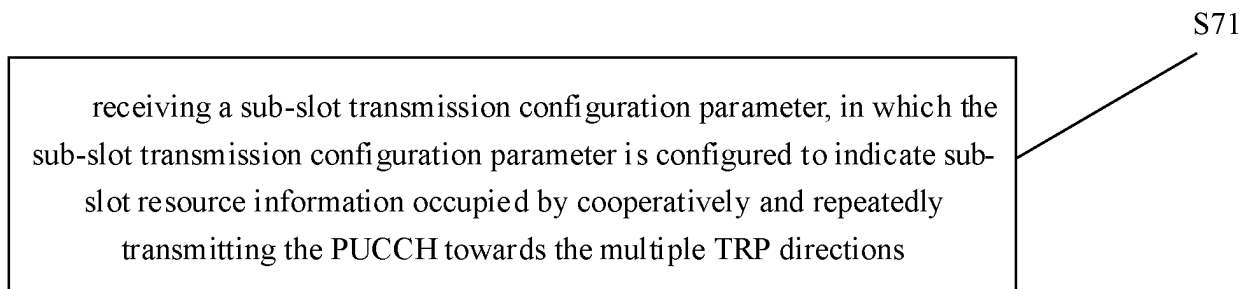 S71
receiving a sub-slot transmission configuration parameter, in which the
sub-slot transmission configuration parameter is configured to indicate sub-
slot resource information occupied by cooperatively and repeatedly
transmitting the PUCCH towards the multiple TRP directions